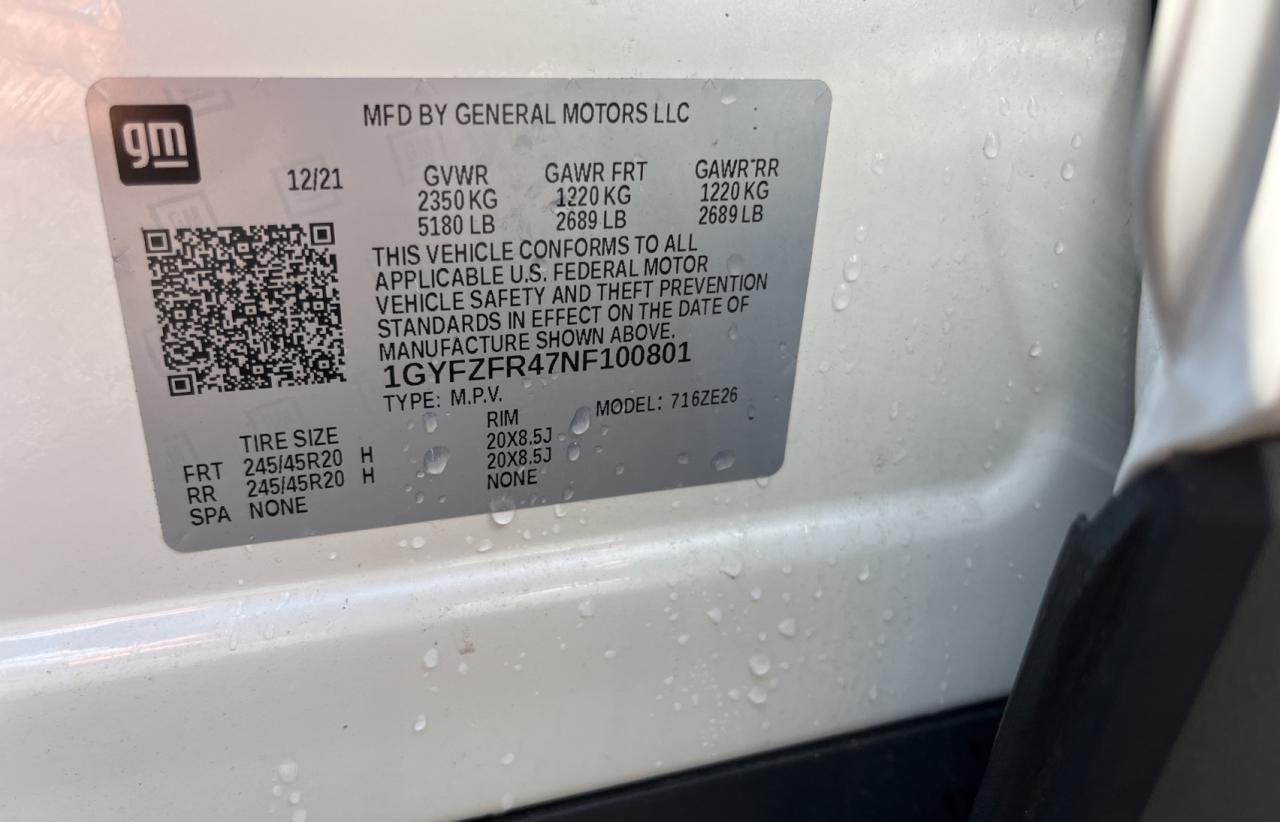 gm
MFD BY GENERAL MOTORS LLC
12/21 GVWR GAWR FRT GAWR RR
2350 KG 1220 KG 1220 KG
5180 LB 2689 LB 2689 LB
THIS VEHICLE CONFORMS TO ALL
APPLICABLE U.S. FEDERAL MOTOR
VEHICLE SAFETY AND THEFT PREVENTION
STANDARDS IN EFFECT ON THE DATE OF
MANUFACTURE SHOWN ABOVE.
1GYFZFR47NF100801
TYPE: M.P.V. MODEL: 716ZE26
TIRE SIZE RIM
FRT 245/45R20 H 20X8.5J
RR 245/45R20 H 20X8.5J
SPA NONE NONE